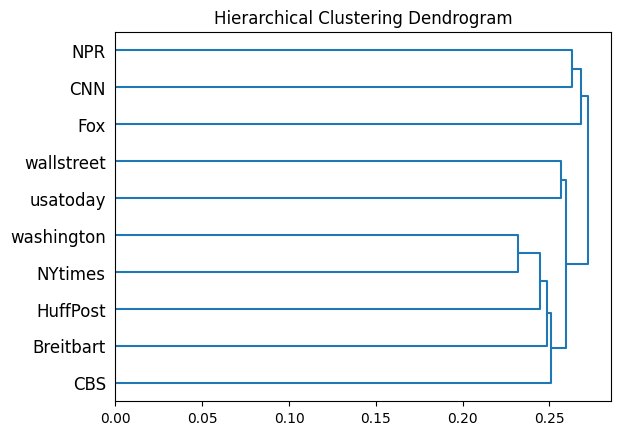 Hierarchical Clustering Dendrogram
NPR
CNN
Fox
wallstreet
usatoday
washington
NYtimes
HuffPost
Breitbart
CBS
0.00 0.05 0.10 0.15 0.20 0.25